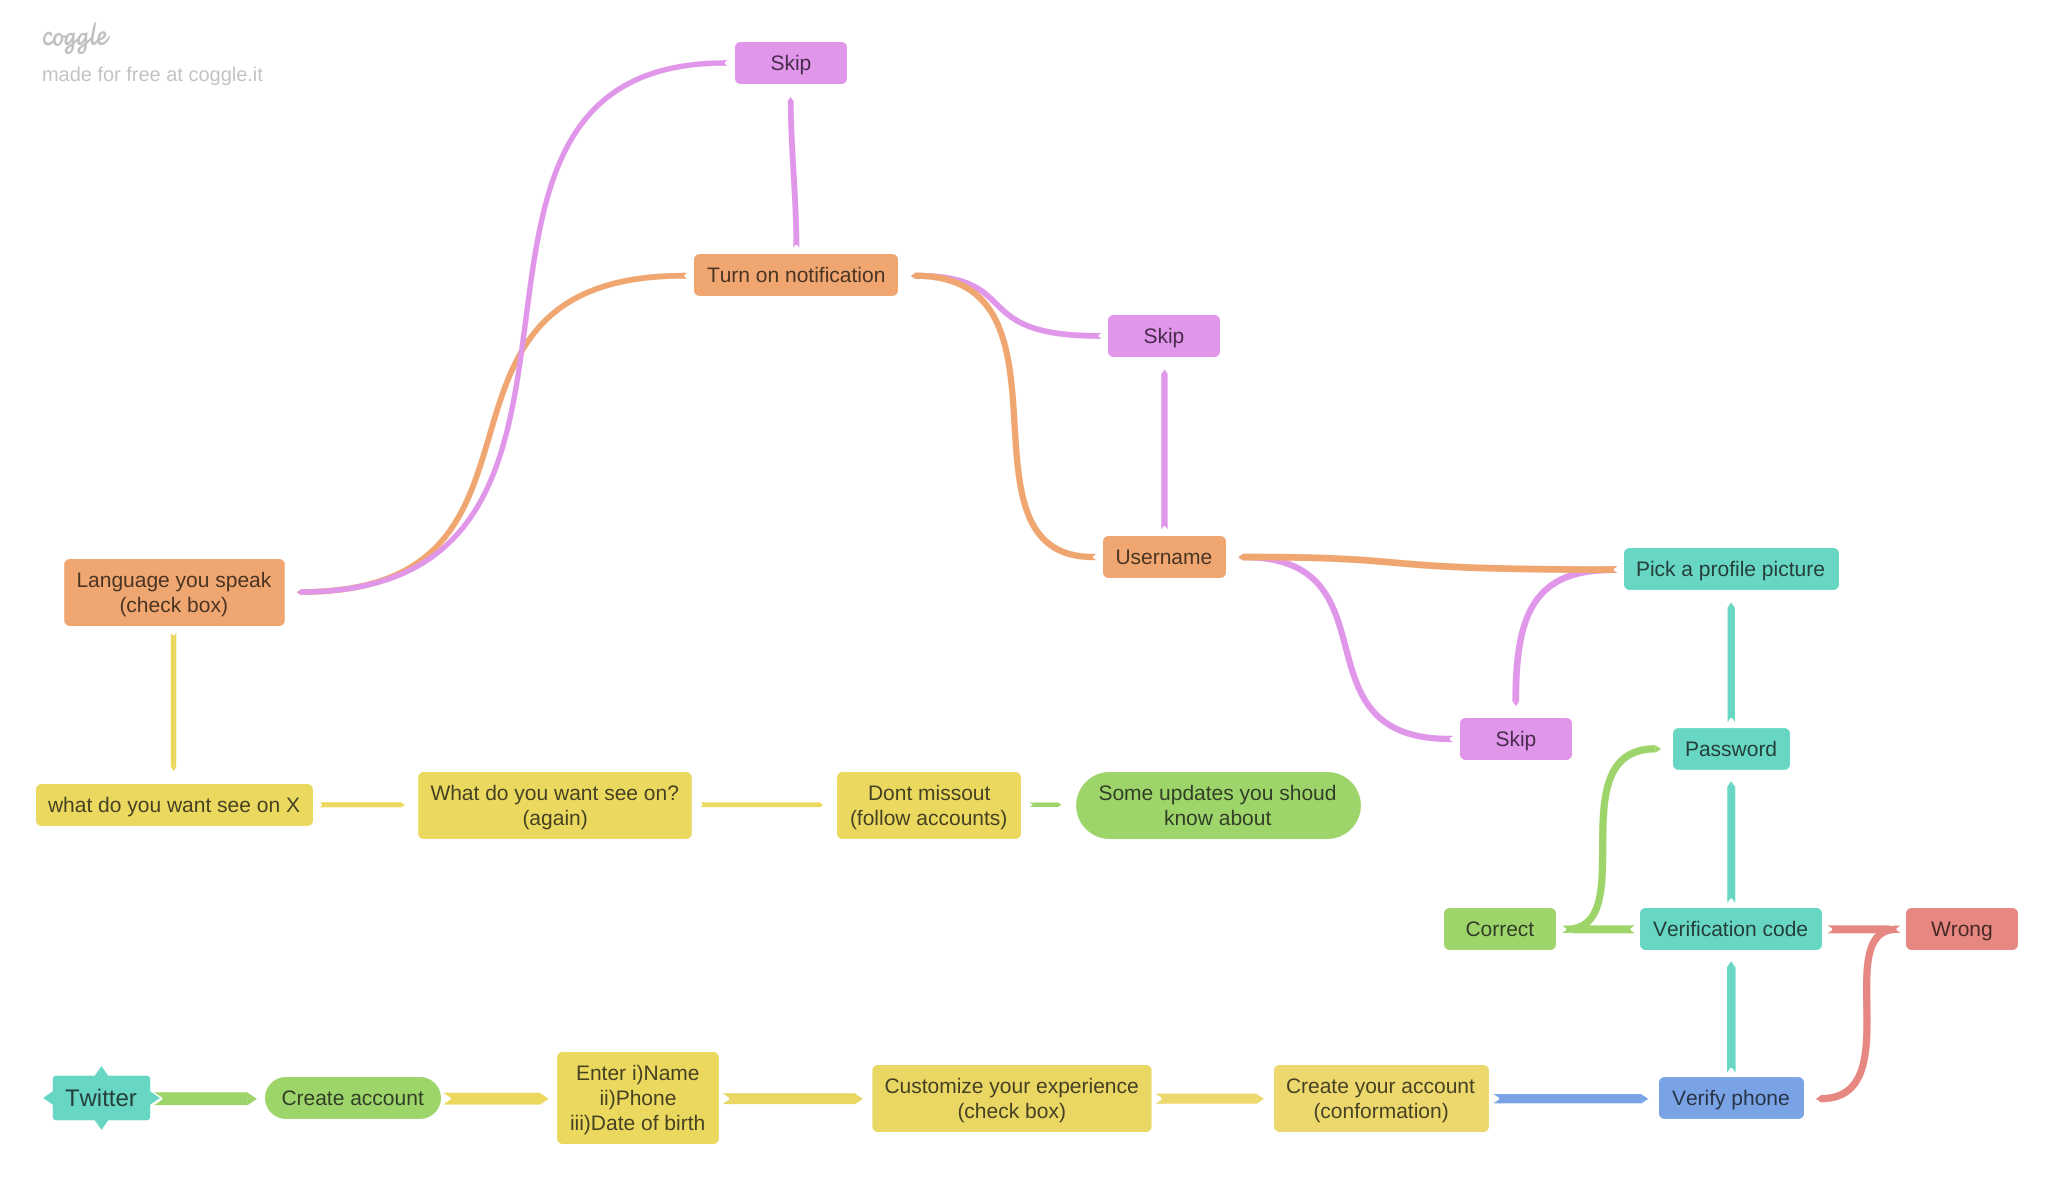 coggle
made for free at coggle.it
Skip
Turn on notification
Skip
Username
Pick a profile picture
Language you speak
(check box)
Skip
Password
what do you want see on X
What do you want see on?
(again)
Dont missout
(follow accounts)
Some updates you shoud
know about
Correct
Verification code
Wrong
Twitter
Create account
Enter i)Name
ii)Phone
iii)Date of birth
Customize your experience
(check box)
Create your account
(conformation)
Verify phone